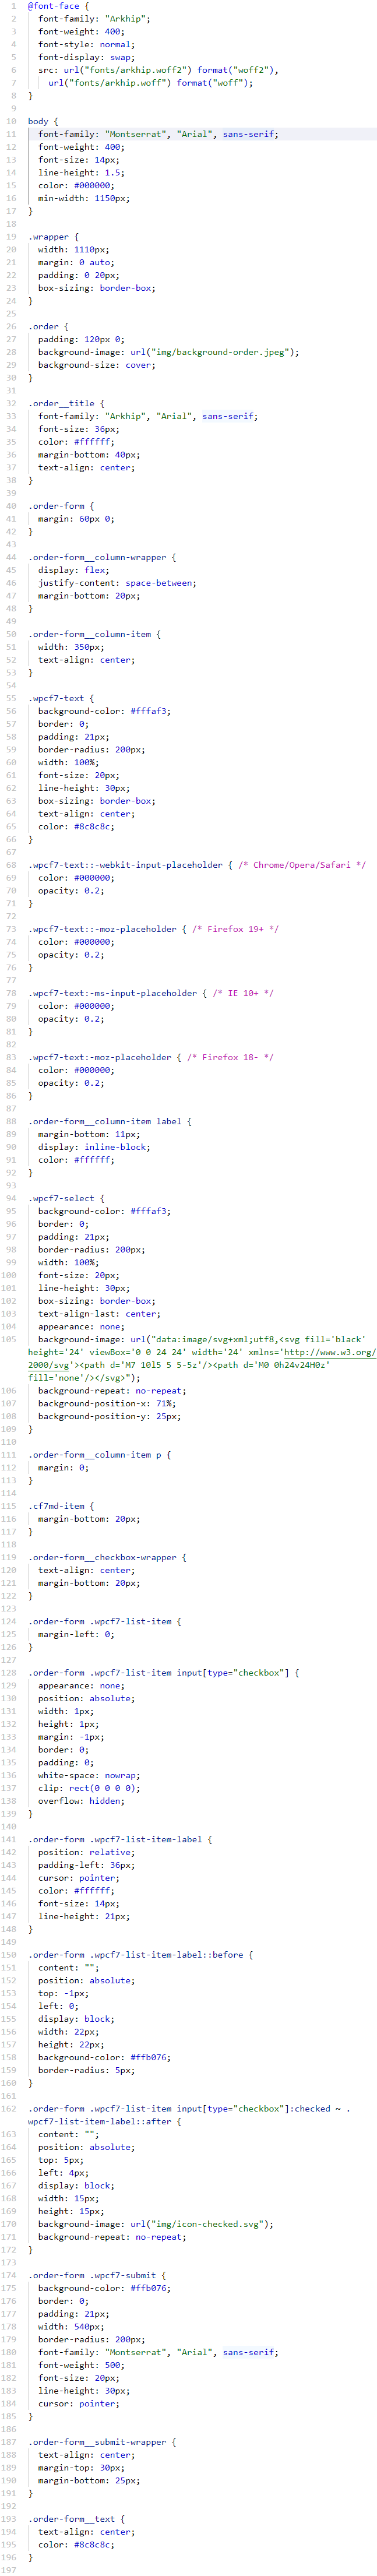 1 @font-face {
2 font-family: "Arkhip";
3 font-weight: 400;
4 font-style: normal;
5 font-display: swap;
6 src: url("fonts/arkhip.woff2") format("woff2"),
7 url("fonts/arkhip.woff") format("woff");
8 }
9
10 body {
11 font-family: "Montserrat", "Arial", sans-serif;
12 font-weight: 400;
13 font-size: 14px;
14 line-height: 1.5;
15 color: #000000;
16 min-width: 1150px;
17 }
18
19 .wrapper {
20 width: 1110px;
21 margin: 0 auto;
22 padding: 0 20px;
23 box-sizing: border-box;
24 }
25
26 .order {
27 padding: 120px 0;
28 background-image: url("img/background-order.jpeg");
29 background-size: cover;
30 }
31
32 .order__title {
33 font-family: "Arkhip", "Arial", sans-serif;
34 font-size: 36px;
35 color: #ffffff;
36 margin-bottom: 40px;
37 text-align: center;
38 }
39
40 .order-form {
41 margin: 60px 0;
42 }
43
44 .order-form__column-wrapper {
45 display: flex;
46 justify-content: space-between;
47 margin-bottom: 20px;
48 }
49
50 .order-form__column-item {
51 width: 350px;
52 text-align: center;
53 }
54
55 .wpcf7-text {
56 background-color: #fffaf3;
57 border: 0;
58 padding: 21px;
59 border-radius: 200px;
60 width: 100%;
61 font-size: 20px;
62 line-height: 30px;
63 box-sizing: border-box;
64 text-align: center;
65 color: #8c8c8c;
66 }
67
68 .wpcf7-text::-webkit-input-placeholder { /* Chrome/Opera/Safari */
69 color: #000000;
70 opacity: 0.2;
71 }
72
73 .wpcf7-text::-moz-placeholder { /* Firefox 19+ */
74 color: #000000;
75 opacity: 0.2;
76 }
77
78 .wpcf7-text:-ms-input-placeholder { /* IE 10+ */
79 color: #000000;
80 opacity: 0.2;
81 }
82
83 .wpcf7-text:-moz-placeholder { /* Firefox 18- */
84 color: #000000;
85 opacity: 0.2;
86 }
87
88 .order-form__column-item label {
89 margin-bottom: 11px;
90 display: inline-block;
91 color: #ffffff;
92 }
93
94 .wpcf7-select {
95 background-color: #fffaf3;
96 border: 0;
97 padding: 21px;
98 border-radius: 200px;
99 width: 100%;
100 font-size: 20px;
101 line-height: 30px;
102 box-sizing: border-box;
103 text-align-last: center;
104 appearance: none;
105 background-image: url("data:image/svg+xml;utf8,<svg fill='black'
height='24' viewBox='0 0 24 24' width='24' xmlns='http://www.w3.org/
2000/svg'><path d='M7 10l5 5 5-5z'/><path d='M0 0h24v24H0z'
fill='none'/></svg>");
106 background-repeat: no-repeat;
107 background-position-x: 71%;
108 background-position-y: 25px;
109 }
110
111 .order-form__column-item p {
112 margin: 0;
113 }
114
115 .cf7md-item {
116 margin-bottom: 20px;
117 }
118
119 .order-form__checkbox-wrapper {
120 text-align: center;
121 margin-bottom: 20px;
122 }
123
124 .order-form .wpcf7-list-item {
125 margin-left: 0;
126 }
127
128 .order-form .wpcf7-list-item input[type="checkbox"] {
129 appearance: none;
130 position: absolute;
131 width: 1px;
132 height: 1px;
133 margin: -1px;
134 border: 0;
135 padding: 0;
136 white-space: nowrap;
137 clip: rect(0 0 0 0);
138 overflow: hidden;
139 }
140
141 .order-form .wpcf7-list-item-label {
142 position: relative;
143 padding-left: 36px;
144 cursor: pointer;
145 color: #ffffff;
146 font-size: 14px;
147 line-height: 21px;
148 }
149
150 .order-form .wpcf7-list-item-label::before {
151 content: "";
152 position: absolute;
153 top: -1px;
154 left: 0;
155 display: block;
156 width: 22px;
157 height: 22px;
158 background-color: #ffb076;
159 border-radius: 5px;
160 }
161
162 .order-form .wpcf7-list-item input[type="checkbox"]:checked ~ .
wpcf7-list-item-label::after {
163 content: "";
164 position: absolute;
165 top: 5px;
166 left: 4px;
167 display: block;
168 width: 15px;
169 height: 15px;
170 background-image: url("img/icon-checked.svg");
171 background-repeat: no-repeat;
172 }
173
174 .order-form .wpcf7-submit {
175 background-color: #ffb076;
176 border: 0;
177 padding: 21px;
178 width: 540px;
179 border-radius: 200px;
180 font-family: "Montserrat", "Arial", sans-serif;
181 font-weight: 500;
182 font-size: 20px;
183 line-height: 30px;
184 cursor: pointer;
185 }
186
187 .order-form__submit-wrapper {
188 text-align: center;
189 margin-top: 30px;
190 margin-bottom: 25px;
191 }
192
193 .order-form__text {
194 text-align: center;
195 color: #8c8c8c;
196 }
197